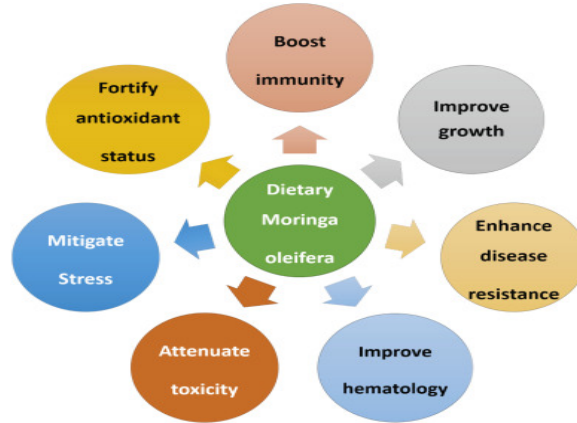 Boost
immunity
Improve
growth
Enhance
disease
resistance
Improve
hematology
Attenuate
toxicity
Mitigate
Stress
Fortify
antioxidant
status
Dietary
Moringa
oleifera